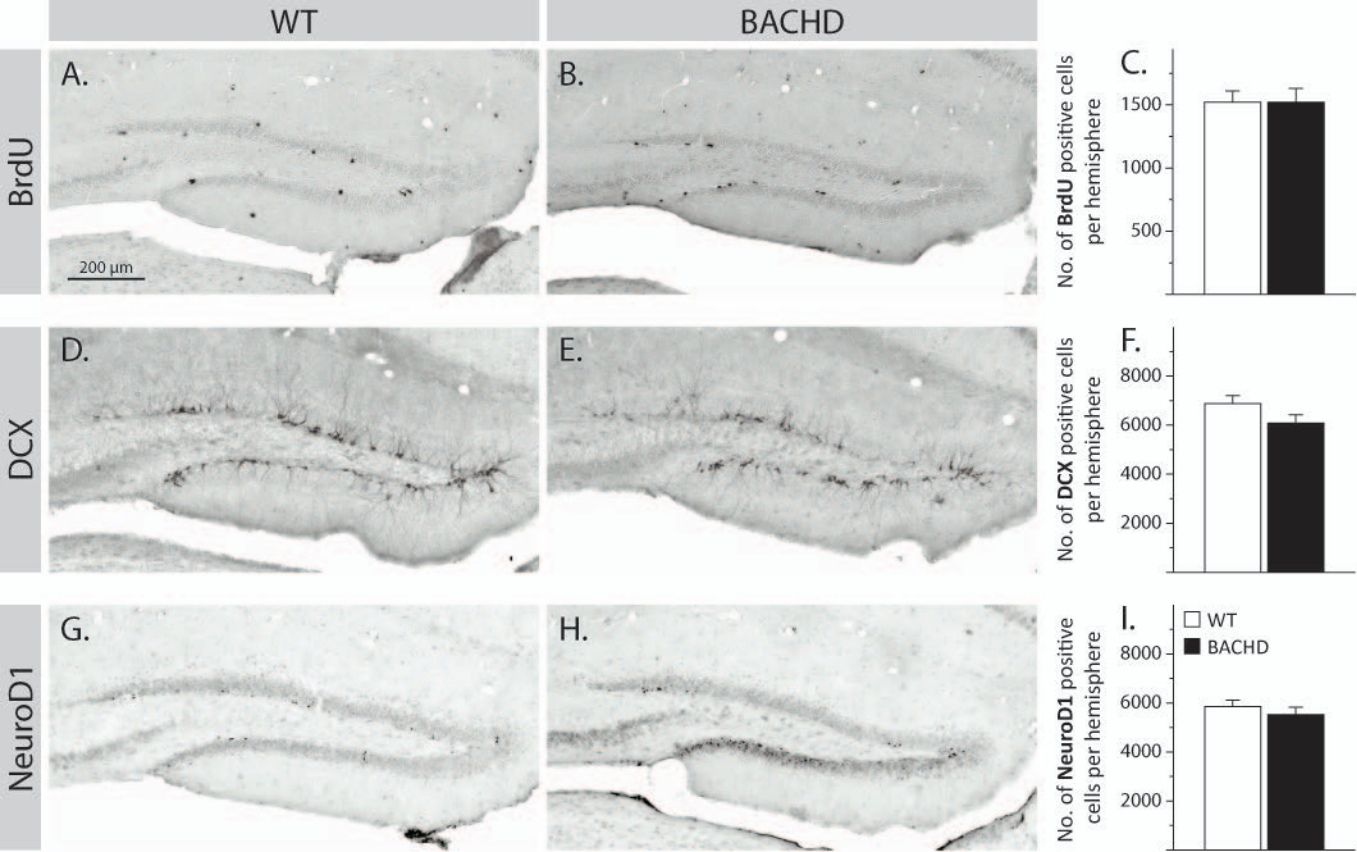 WT
BACHD
BrdU
A.
200 µm
B.
C.
No. of BrdU positive cells
per hemisphere
1500
1000
500
DCX
D.
E.
F.
No. of DCX positive cells
per hemisphere
8000
6000
4000
2000
NeuroD1
G.
H.
I.
WT
BACHD
No. of NeuroD1 positive
cells per hemisphere
8000
6000
4000
2000